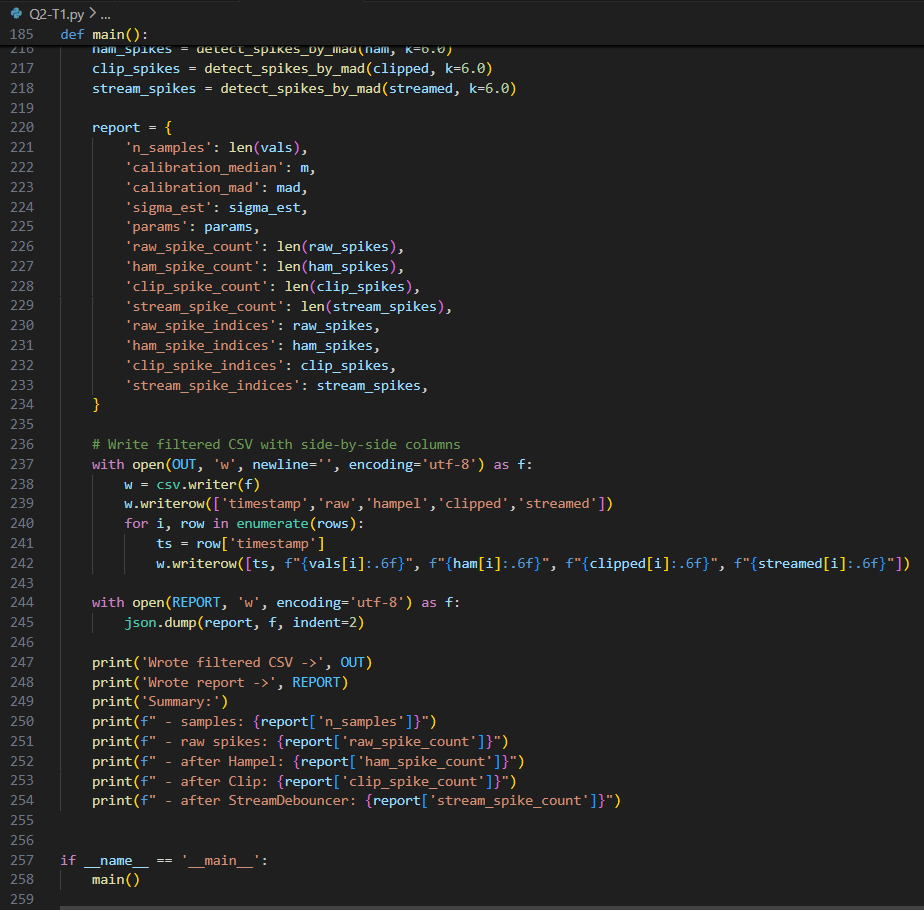 Q2-T1.py > ...
185 def main():
216 ham_spikes = detect_spikes_by_mad(ham, k=6.0)
217 clip_spikes = detect_spikes_by_mad(clipped, k=6.0)
218 stream_spikes = detect_spikes_by_mad(streamed, k=6.0)
219
220 report = {
221 'n_samples': len(vals),
222 'calibration_median': m,
223 'calibration_mad': mad,
224 'sigma_est': sigma_est,
225 'params': params,
226 'raw_spike_count': len(raw_spikes),
227 'ham_spike_count': len(ham_spikes),
228 'clip_spike_count': len(clip_spikes),
229 'stream_spike_count': len(stream_spikes),
230 'raw_spike_indices': raw_spikes,
231 'ham_spike_indices': ham_spikes,
232 'clip_spike_indices': clip_spikes,
233 'stream_spike_indices': stream_spikes,
234 }
235
236 # Write filtered CSV with side-by-side columns
237 with open(OUT, 'w', newline='', encoding='utf-8') as f:
238 w = csv.writer(f)
239 w.writerow(['timestamp','raw','hampel','clipped','streamed'])
240 for i, row in enumerate(rows):
241 ts = row['timestamp']
242 w.writerow([ts, f"{vals[i]:.6f}", f"{ham[i]:.6f}", f"{clipped[i]:.6f}", f"{streamed[i]:.6f}"])
243
244 with open(REPORT, 'w', encoding='utf-8') as f:
245 json.dump(report, f, indent=2)
246
247 print('Wrote filtered CSV ->', OUT)
248 print('Wrote report ->', REPORT)
249 print('Summary:')
250 print(f" - samples: {report['n_samples']}")
251 print(f" - raw spikes: {report['raw_spike_count']}")
252 print(f" - after Hampel: {report['ham_spike_count']}")
253 print(f" - after Clip: {report['clip_spike_count']}")
254 print(f" - after StreamDebouncer: {report['stream_spike_count']}")
255
256
257 if __name__ == '__main__':
258 main()
259